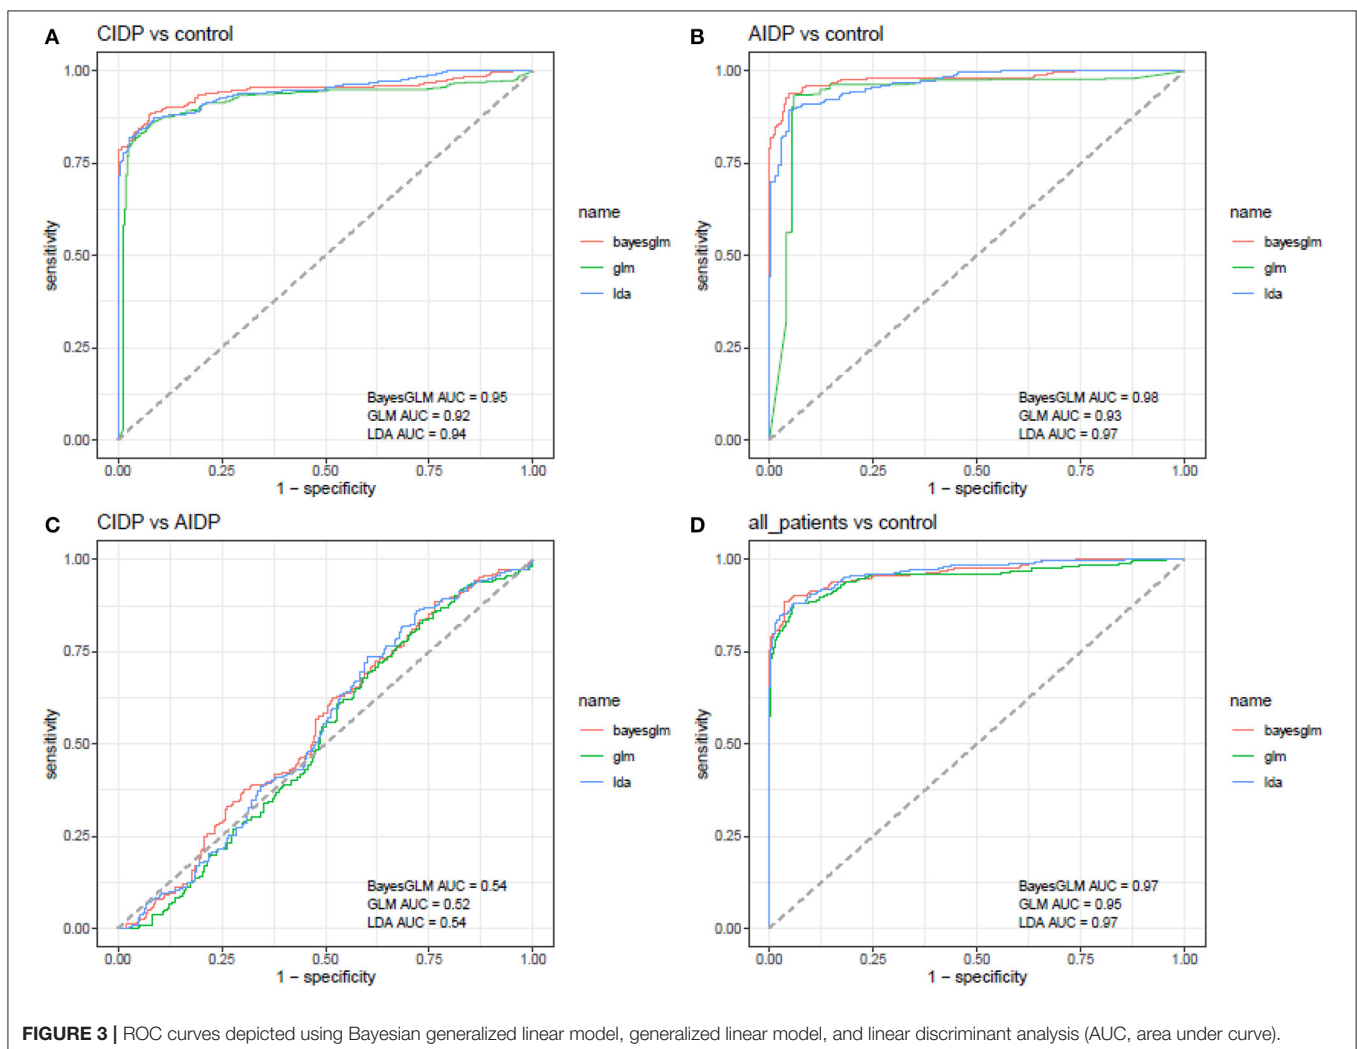 A CIDP vs control
1.00
0.75
0.50
0.25
0.00
sensitivity
0.00 0.25 0.50 0.75 1.00
1 − specificity
BayesGLM AUC = 0.95
GLM AUC = 0.92
LDA AUC = 0.94
name
bayesglm
glm
lda
B AIDP vs control
1.00
0.75
0.50
0.25
0.00
sensitivity
0.00 0.25 0.50 0.75 1.00
1 − specificity
BayesGLM AUC = 0.98
GLM AUC = 0.93
LDA AUC = 0.97
name
bayesglm
glm
lda
C CIDP vs AIDP
1.00
0.75
0.50
0.25
0.00
sensitivity
0.00 0.25 0.50 0.75 1.00
1 − specificity
BayesGLM AUC = 0.54
GLM AUC = 0.52
LDA AUC = 0.54
name
bayesglm
glm
lda
D all_patients vs control
1.00
0.75
0.50
0.25
0.00
sensitivity
0.00 0.25 0.50 0.75 1.00
1 − specificity
BayesGLM AUC = 0.97
GLM AUC = 0.95
LDA AUC = 0.97
name
bayesglm
glm
lda
FIGURE 3 | ROC curves depicted using Bayesian generalized linear model, generalized linear model, and linear discriminant analysis (AUC, area under curve).